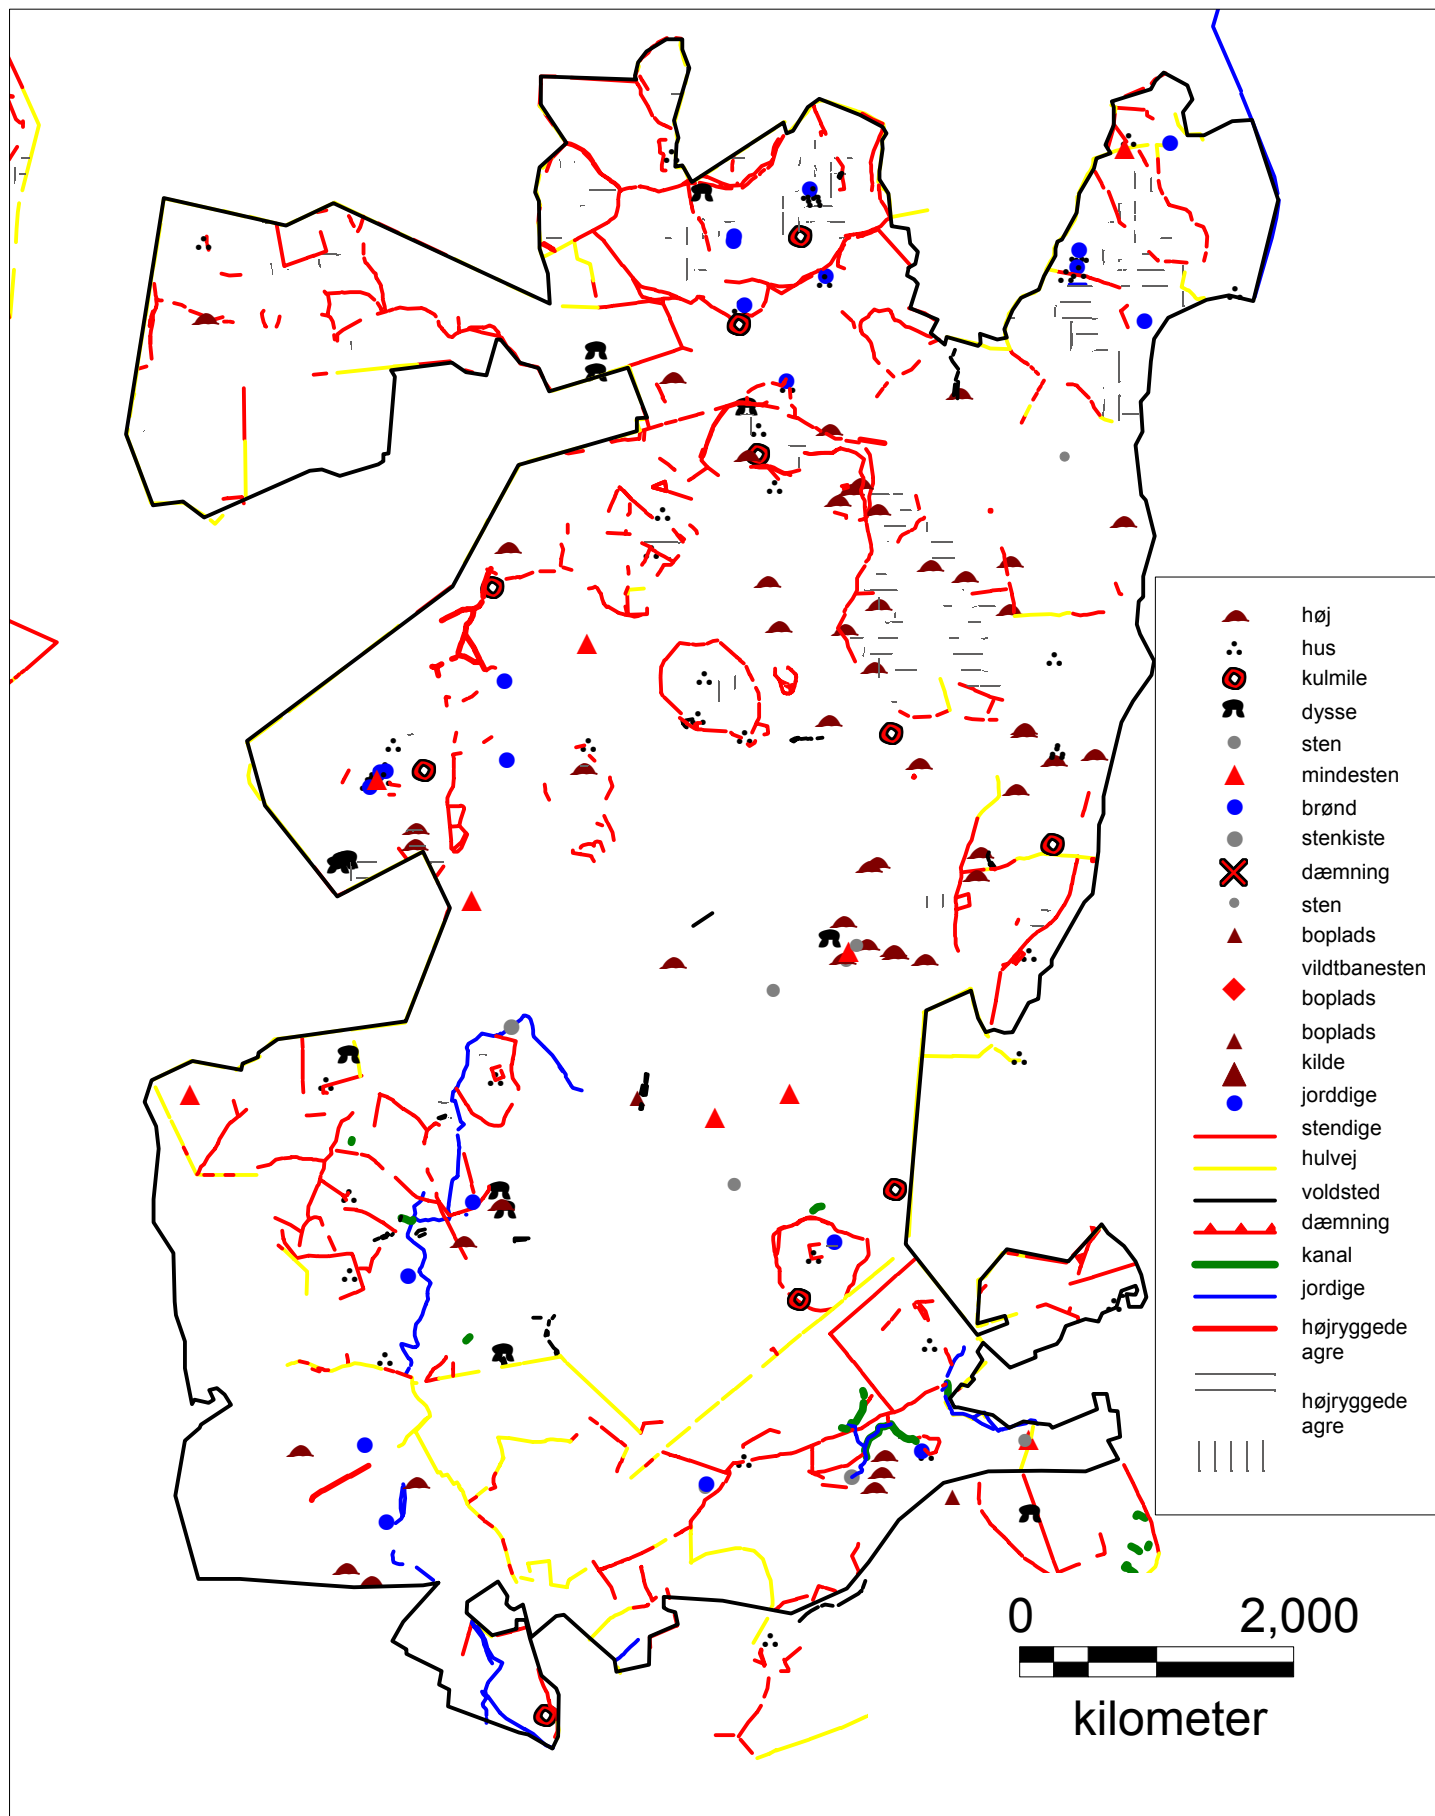 høj
hus
kulmile
dysse
sten
mindesten
brønd
stenkiste
dæmning
sten
boplads
vildtbanesten
boplads
boplads
kilde
jorddige
stendige
hulvej
voldsted
dæmning
kanal
jordige
højryggede
agre
højryggede
agre
0 2,000
kilometer